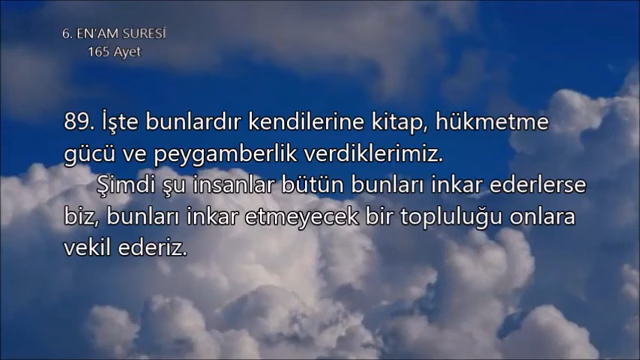 6. EN'AM SURESİ
165 Ayet
89. İşte bunlardır kendilerine kitap, hükmetme
gücü ve peygamberlik verdiklerimiz.
Şimdi şu insanlar bütün bunları inkar ederlerse
biz, bunları inkar etmeyecek bir topluluğu onlara
vekil ederiz.